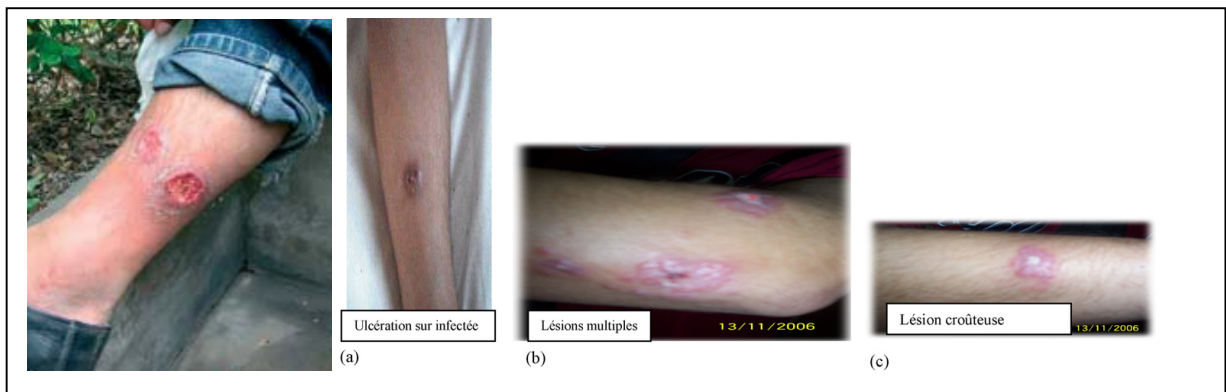 Ulcération sur infectée
(a)
Lésions multiples
13/11/2006
(b)
Lésion croûteuse
13/11/2006
(c)